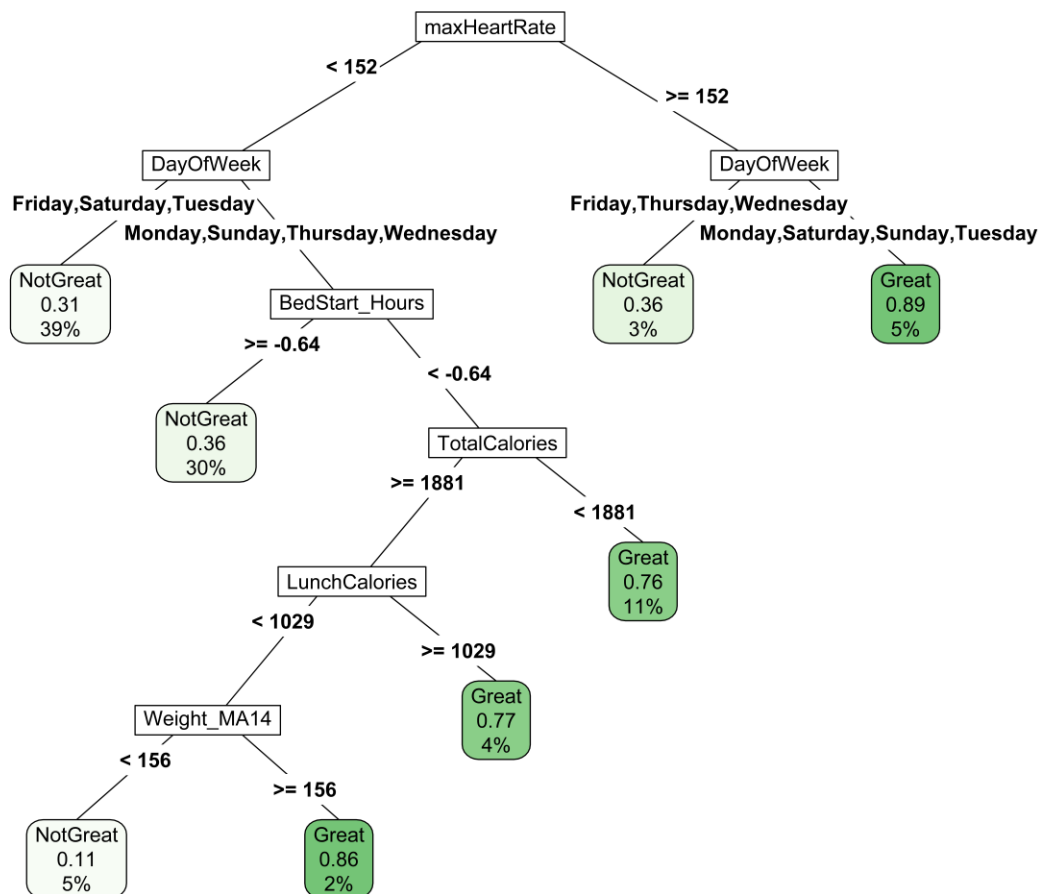 maxHeartRate
< 152
>= 152
DayOfWeek
DayOfWeek
Friday,Saturday,Tuesday
Friday,Thursday,Wednesday
Monday,Sunday,Thursday,Wednesday
Monday,Saturday,Sunday,Tuesday
NotGreat
0.31
39%
BedStart_Hours
NotGreat
0.36
3%
Great
0.89
5%
>= -0.64
< -0.64
NotGreat
0.36
30%
TotalCalories
>= 1881
< 1881
LunchCalories
Great
0.76
11%
< 1029
>= 1029
Weight_MA14
Great
0.77
4%
< 156
>= 156
NotGreat
0.11
5%
Great
0.86
2%